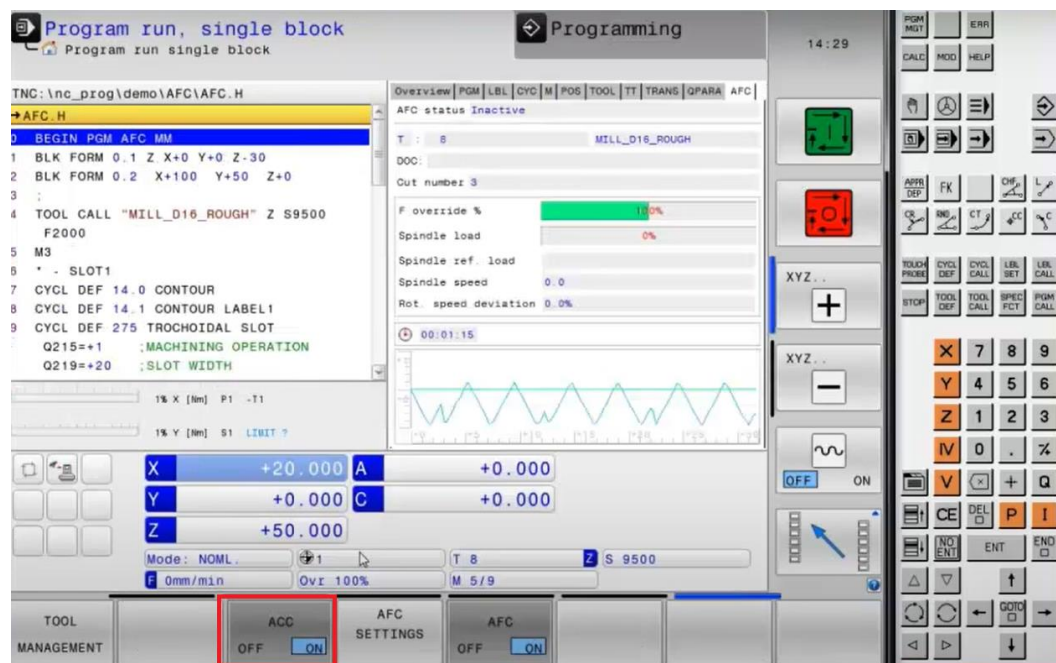 Program run, single block
Program run single block
Programming
14:29
TNC:\nc_prog\demo\AFC\AFC.H
→AFC.H
0 BEGIN PGM AFC MM
1 BLK FORM 0.1 Z X+0 Y+0 Z-30
2 BLK FORM 0.2 X+100 Y+50 Z+0
3 ;
4 TOOL CALL "MILL_D16_ROUGH" Z S9500
F2000
5 M3
6 * - SLOT1
7 CYCL DEF 14.0 CONTOUR
8 CYCL DEF 14.1 CONTOUR LABEL1
9 CYCL DEF 275 TROCHOIDAL SLOT
Q215=+1 ;MACHINING OPERATION
Q219=+20 ;SLOT WIDTH
1% X [Nm] P1 -T1
1% Y [Nm] S1 LIMIT ?
Overview PGM LBL CYC M POS TOOL TT TRANS QPARA AFC
AFC status Inactive
T : 8 MILL_D16_ROUGH
DOC:
Cut number 3
F override % 100%
Spindle load 0%
Spindle ref. load
Spindle speed 0.0
Rot. speed deviation 0.0%
00:01:15
X +20.000 A +0.000
Y +0.000 C +0.000
Z +50.000
Mode: NOML. 1 T 8 Z S 9500
F 0mm/min Ovr 100% M 5/9
XYZ..
+
XYZ..
−
OFF ON
TOOL
MANAGEMENT
ACC
OFF ON
AFC
SETTINGS
AFC
OFF ON
PGM
MGT
ERR
CALC MOD HELP
APPR
DEP
FK
CHF
L
CR RND CT CC C
TOUCH
PROBE
CYCL
DEF
CYCL
CALL
LBL
SET
LBL
CALL
STOP
TOOL
DEF
TOOL
CALL
SPEC
FCT
PGM
CALL
X 7 8 9
Y 4 5 6
Z 1 2 3
IV 0 .
V + Q
CE DEL P I
NO
ENT
ENT
END
GOTO